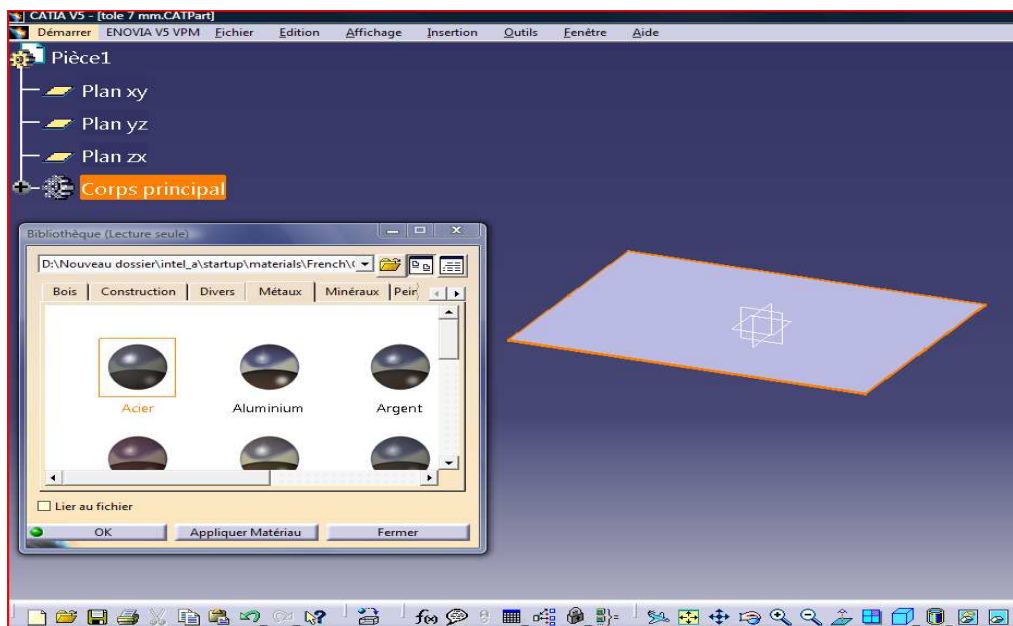 CATIA V5 - [tole 7 mm.CATPart]
Démarrer ENOVIA V5 VPM Fichier Edition Affichage Insertion Outils Fenêtre Aide
Pièce1
Plan xy
Plan yz
Plan zx
Corps principal
Bibliothèque (Lecture seule)
D:\Nouveau dossier\intel_a\startup\materials\French\
Bois Construction Divers Métaux Minéraux Pein
Acier Aluminium Argent
Lier au fichier
OK Appliquer Matériau Fermer
f(x)